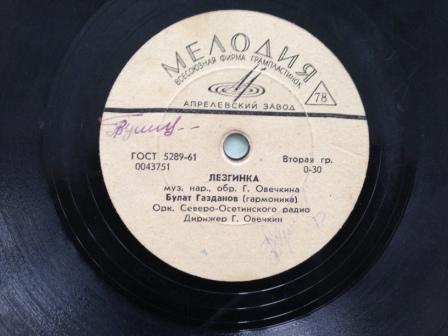 МЕЛОДИЯ
ВСЕСОЮЗНАЯ ФИРМА ГРАМПЛАСТИНОК
АПРЕЛЕВСКИЙ ЗАВОД
78
ГОСТ 5289-61
0043751
Вторая гр.
0-30
ЛЕЗГИНКА
муз. нар., обр. Г. Овечкина
Булат Газданов (гармоника)
Орк. Северо-Осетинского радио
Дирижер Г. Овечкин